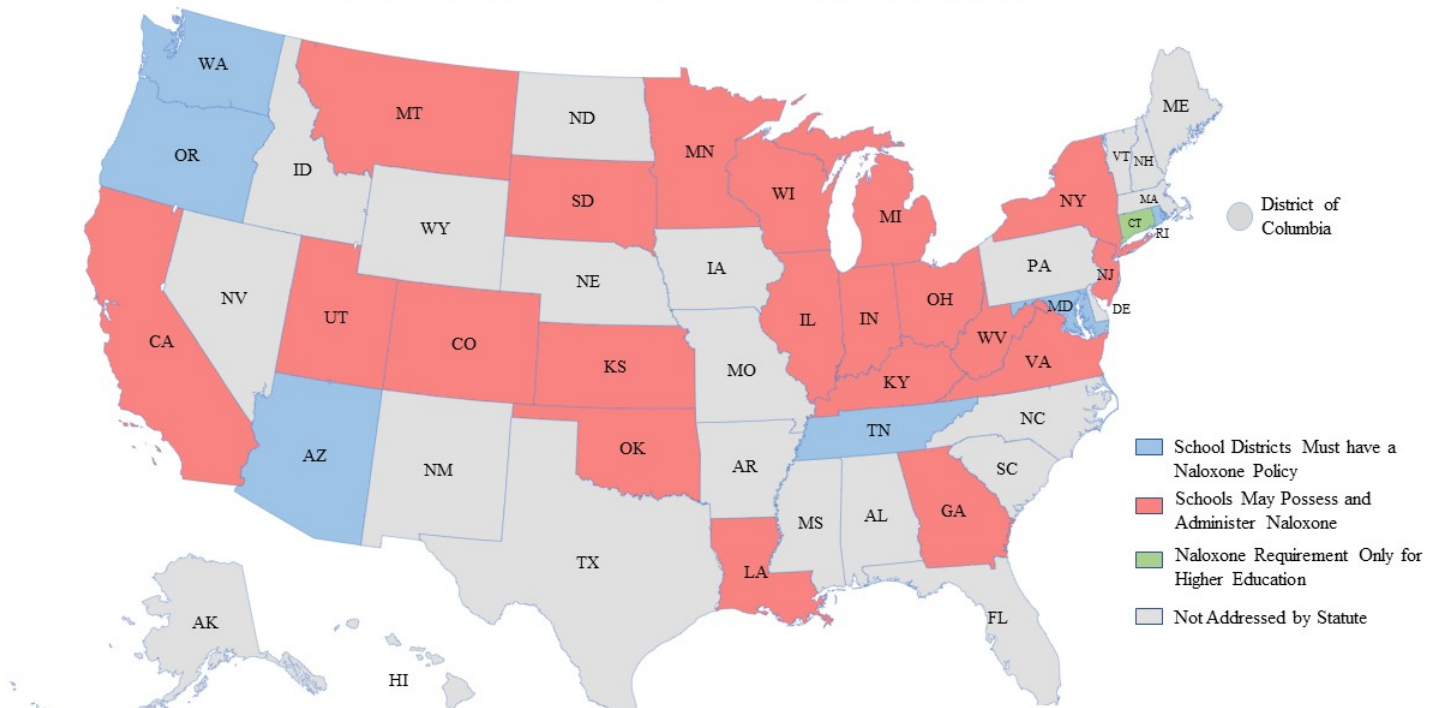 WA
MT
ND
MN
ME
OR
ID
SD
WI
MI
NY
VT
NH
MA
CT
RI
District of
Columbia
WY
NE
IA
PA
NJ
NV
UT
CO
IL
IN
OH
MD
DE
CA
KS
MO
WV
VA
KY
AZ
NM
OK
AR
TN
NC
SC
MS
AL
GA
TX
LA
FL
AK
HI
School Districts Must have a
Naloxone Policy
Schools May Possess and
Administer Naloxone
Naloxone Requirement Only for
Higher Education
Not Addressed by Statute